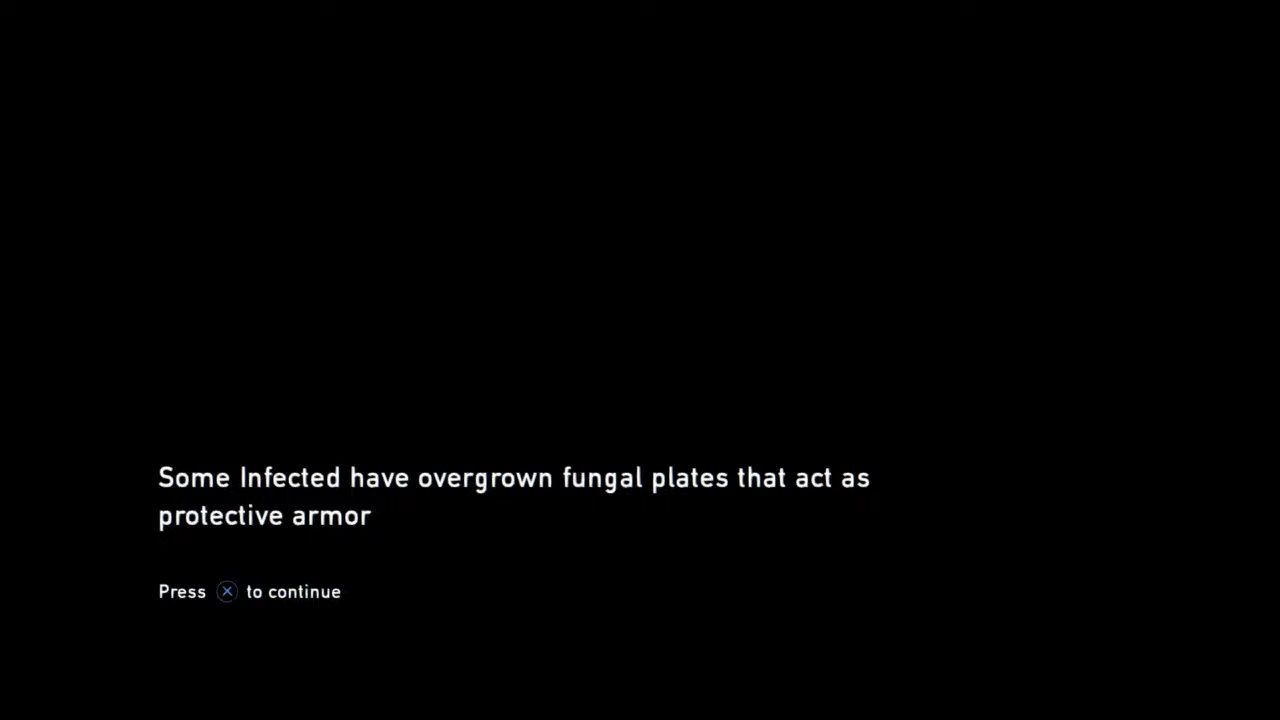 Some Infected have overgrown fungal plates that act as
protective armor
Press ⓧ to continue